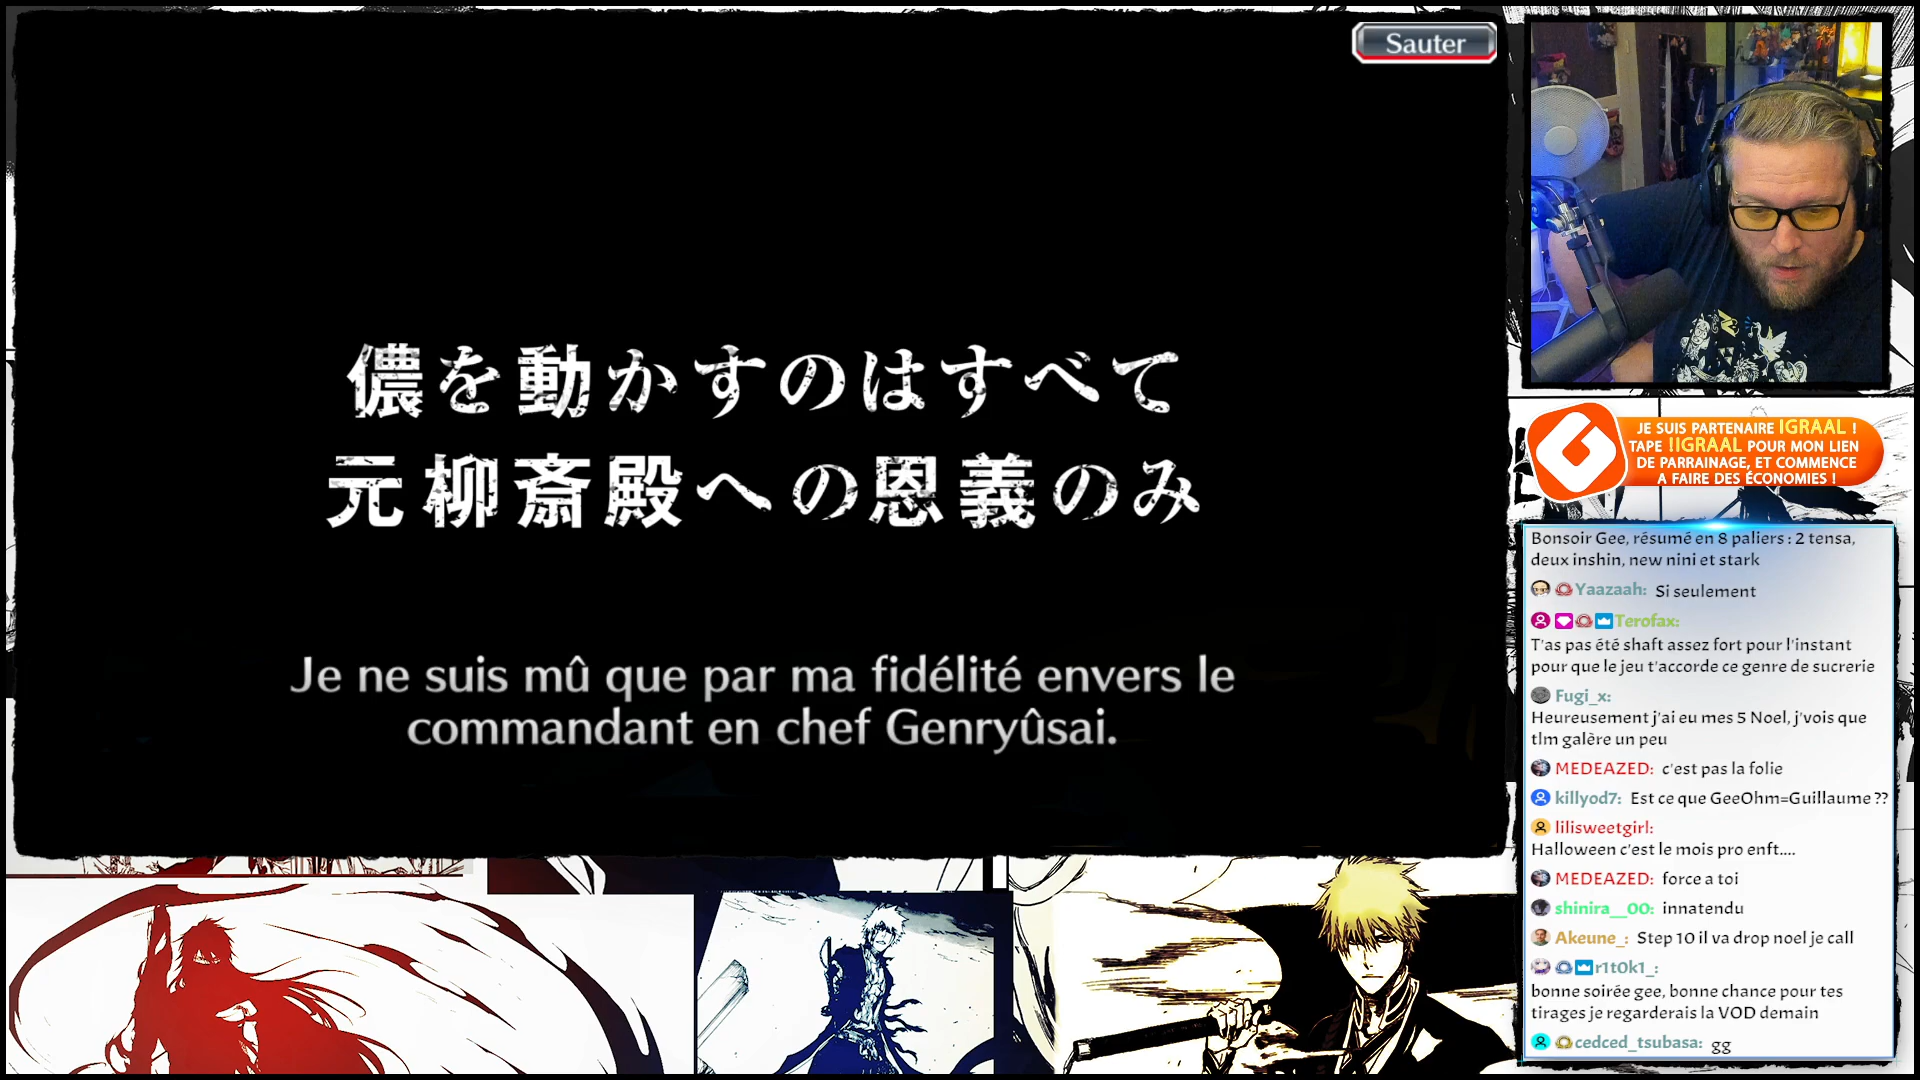 Sauter
儂を動かすのはすべて
元柳斎殿への恩義のみ
Je ne suis mû que par ma fidélité envers le
commandant en chef Genryûsai.
JE SUIS PARTENAIRE IGRAAL !
TAPE !IGRAAL POUR MON LIEN
DE PARRAINAGE, ET COMMENCE
A FAIRE DES ÉCONOMIES !
Bonsoir Gee, résumé en 8 paliers : 2 tensa,
deux inshin, new nini et stark
Yaazaah: Si seulement
Terofax:
T'as pas été shaft assez fort pour l'instant
pour que le jeu t'accorde ce genre de sucrerie
Fugi_x:
Heureusement j'ai eu mes 5 Noel, j'vois que
tlm galère un peu
MEDEAZED: c'est pas la folie
killyod7: Est ce que GeeOhm=Guillaume ??
lilisweetgirl:
Halloween c'est le mois pro enft....
MEDEAZED: force a toi
shinira__00: innatendu
Akeune_: Step 10 il va drop noel je call
r1t0k1_:
bonne soirée gee, bonne chance pour tes
tirages je regarderais la VOD demain
cedced_tsubasa: gg